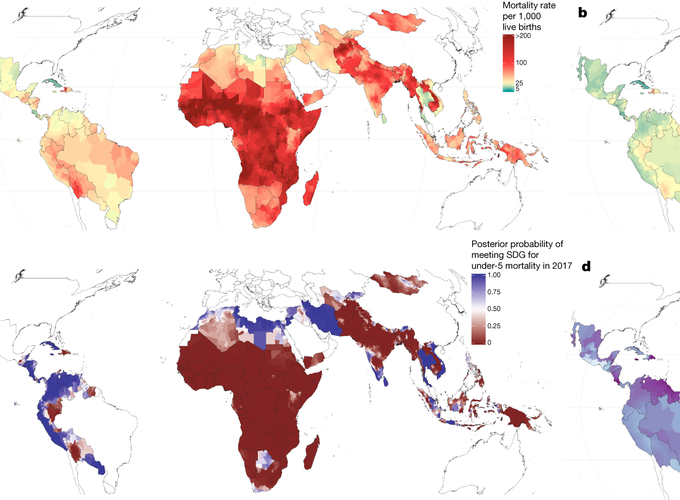 Mortality rate
per 1,000
live births
>200
100
25
5
b
Posterior probability of
meeting SDG for
under-5 mortality in 2017
1.00
0.75
0.50
0.25
0
d